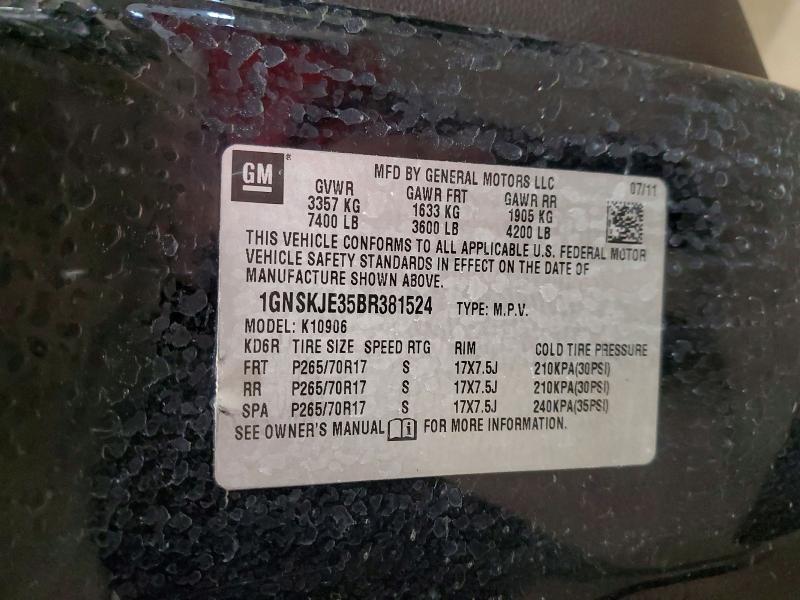 GM
MFD BY GENERAL MOTORS LLC 07/11
GVWR GAWR FRT GAWR RR
3357 KG 1633 KG 1905 KG
7400 LB 3600 LB 4200 LB
THIS VEHICLE CONFORMS TO ALL APPLICABLE U.S. FEDERAL MOTOR
VEHICLE SAFETY STANDARDS IN EFFECT ON THE DATE OF
MANUFACTURE SHOWN ABOVE.
1GNSKJE35BR381524 TYPE: M.P.V.
MODEL: K10906
KD6R TIRE SIZE SPEED RTG RIM COLD TIRE PRESSURE
FRT P265/70R17 S 17X7.5J 210KPA(30PSI)
RR P265/70R17 S 17X7.5J 210KPA(30PSI)
SPA P265/70R17 S 17X7.5J 240KPA(35PSI)
SEE OWNER'S MANUAL FOR MORE INFORMATION.